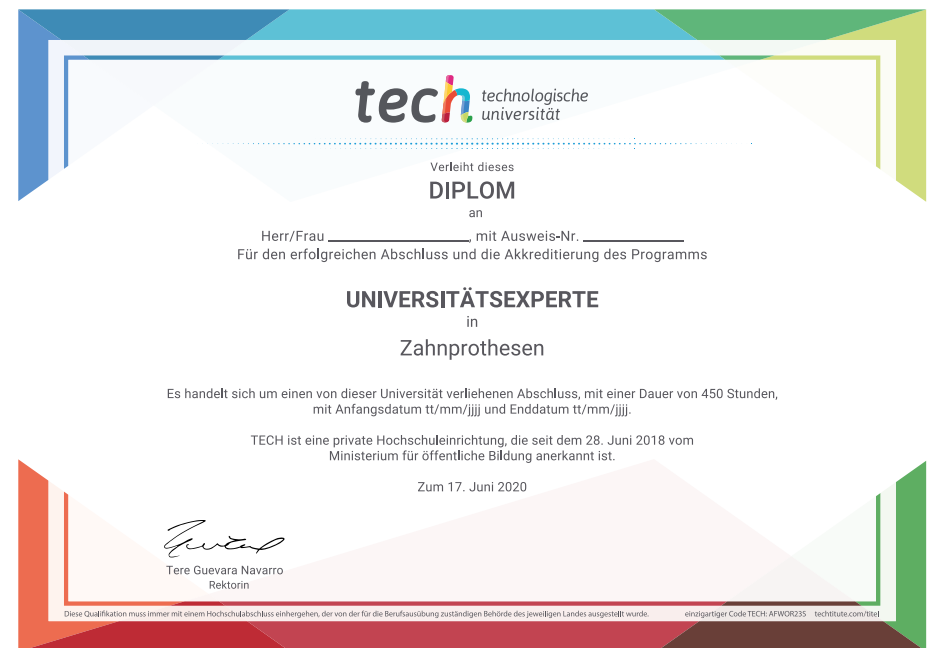 tech technologische
universität
Verleiht dieses
DIPLOM
an
Herr/Frau ____________________, mit Ausweis-Nr. ______________
Für den erfolgreichen Abschluss und die Akkreditierung des Programms
UNIVERSITÄTSEXPERTE
in
Zahnprothesen
Es handelt sich um einen von dieser Universität verliehenen Abschluss, mit einer Dauer von 450 Stunden,
mit Anfangsdatum tt/mm/jjjj und Enddatum tt/mm/jjjj.
TECH ist eine private Hochschuleinrichtung, die seit dem 28. Juni 2018 vom
Ministerium für öffentliche Bildung anerkannt ist.
Zum 17. Juni 2020
Tere Guevara Navarro
Rektorin
Diese Qualifikation muss immer mit einem Hochschulabschluss einhergehen, der von der für die Berufsausübung zuständigen Behörde des jeweiligen Landes ausgestellt wurde. einzigartiger Code TECH: AFWOR23S techtitute.com/titel